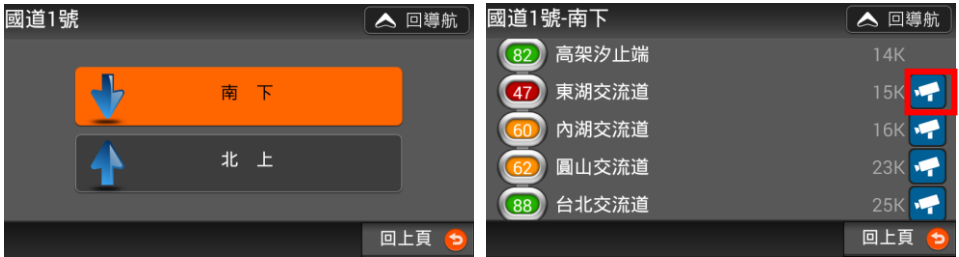 國道1號
回導航
南 下
北 上
回上頁
國道1號-南下
回導航
82 高架汐止端 14K
47 東湖交流道 15K
60 內湖交流道 16K
62 圓山交流道 23K
88 台北交流道 25K
回上頁